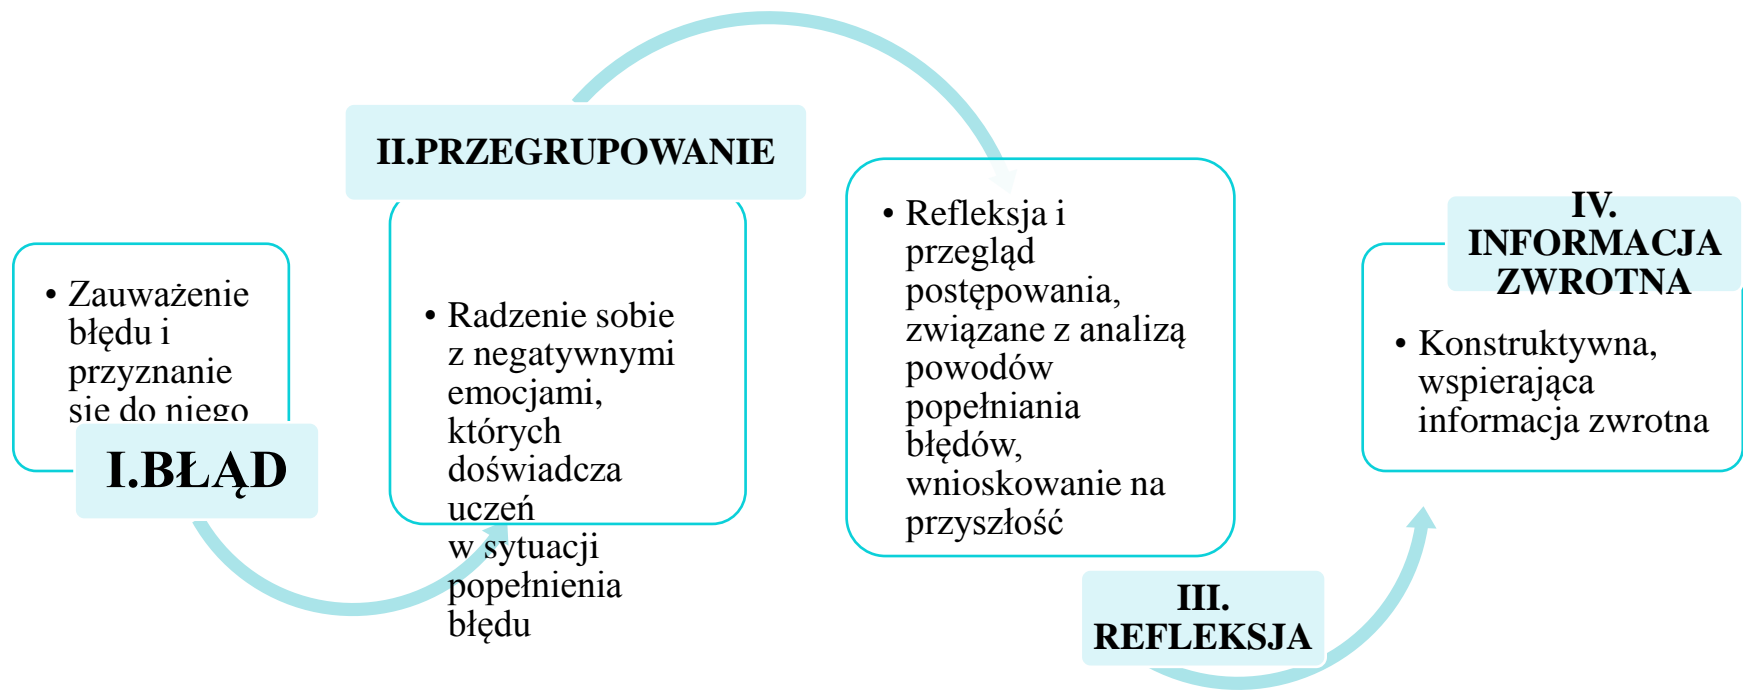 • Zauważenie
błędu i
przyznanie
się do niego
I.BŁĄD
II.PRZEGRUPOWANIE
• Radzenie sobie
z negatywnymi
emocjami,
których
doświadcza
uczeń
w sytuacji
popełnienia
błędu
• Refleksja i
przegląd
postępowania,
związane z analizą
powodów
popełniania
błędów,
wnioskowanie na
przyszłość
III.
REFLEKSJA
IV.
INFORMACJA
ZWROTNA
• Konstruktywna,
wspierająca
informacja zwrotna